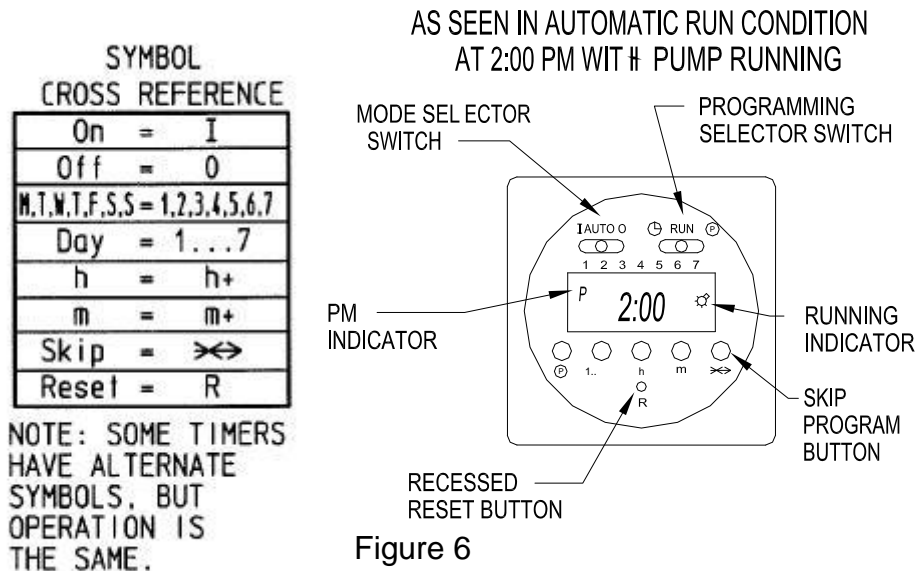 SYMBOL
CROSS REFERENCE
On = I
Off = 0
M,T,W,T,F,S,S = 1,2,3,4,5,6,7
Day = 1...7
h = h+
m = m+
Skip = >↔
Reset = R
NOTE: SOME TIMERS
HAVE ALTERNATE
SYMBOLS, BUT
OPERATION IS
THE SAME.
AS SEEN IN AUTOMATIC RUN CONDITION
AT 2:00 PM WITH PUMP RUNNING
MODE SELECTOR
SWITCH
PROGRAMMING
SELECTOR SWITCH
I AUTO O
RUN P
1 2 3 4 5 6 7
P
2:00
PM
INDICATOR
RUNNING
INDICATOR
P 1.. h m
R
SKIP
PROGRAM
BUTTON
RECESSED
RESET BUTTON
Figure 6